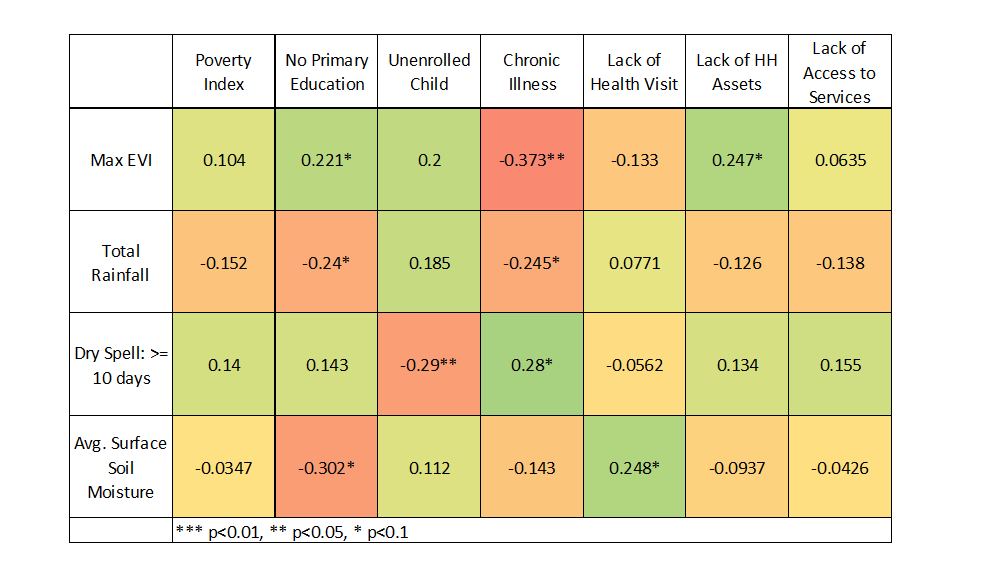 Poverty Index
No Primary Education
Unenrolled Child
Chronic Illness
Lack of Health Visit
Lack of HH Assets
Lack of Access to Services
Max EVI
0.104
0.221*
0.2
-0.373**
-0.133
0.247*
0.0635
Total Rainfall
-0.152
-0.24*
0.185
-0.245*
0.0771
-0.126
-0.138
Dry Spell: >= 10 days
0.14
0.143
-0.29**
0.28*
-0.0562
0.134
0.155
Avg. Surface Soil Moisture
-0.0347
-0.302*
0.112
-0.143
0.248*
-0.0937
-0.0426
*** p<0.01, ** p<0.05, * p<0.1